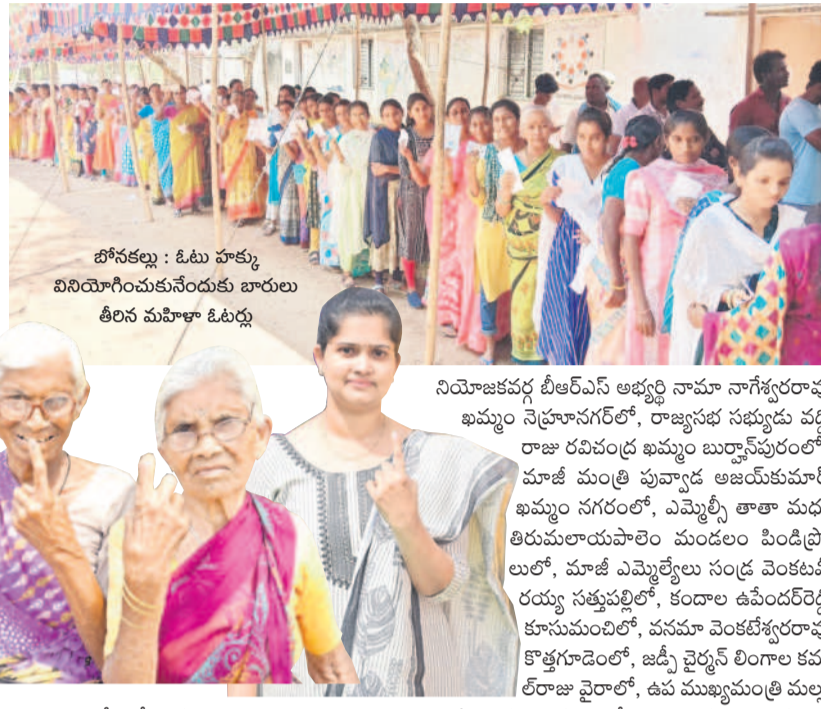 బోనకల్లు : ఓటు హక్కు
వినియోగించుకునేందుకు బారులు
తీరిన మహిళా ఓటర్లు
నియోజకవర్గ బీఆర్ఎస్ అభ్యర్థి నామా నాగేశ్వరరావు
ఖమ్మం నెహ్రూనగర్‌లో, రాజ్యసభ సభ్యుడు వద్ది
రాజు రవిచంద్ర ఖమ్మం బుర్హాన్‌పురంలో
మాజీ మంత్రి పువ్వాడ అజయ్‌కుమార్
ఖమ్మం నగరంలో, ఎమ్మెల్సీ తాతా మధు
తిరుమలాయపాలెం మండలం పిండిప్రో
లులో, మాజీ ఎమ్మెల్యేలు సండ్ర వెంకటవీ
రయ్య సత్తుపల్లిలో, కందాల ఉపేందర్‌రెడ్డి
కూసుమంచిలో, వనమా వెంకటేశ్వరరావు
కొత్తగూడెంలో, జడ్పీ చైర్మన్ లింగాల కమ
ల్‌రాజు వైరాలో, ఉప ముఖ్యమంత్రి మల్లు